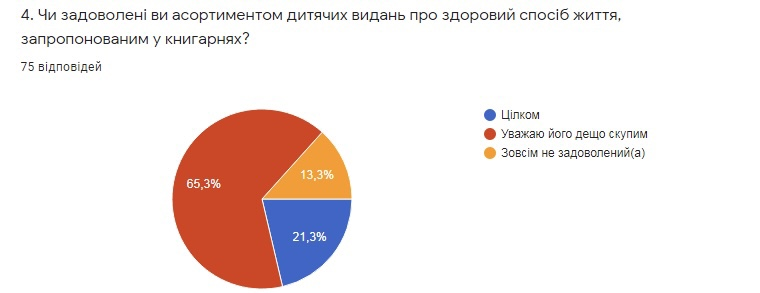 4. Чи задоволені ви асортиментом дитячих видань про здоровий спосіб життя,
запропонованим у книгарнях?
75 відповідей
Цілком
Уважаю його дещо скупим
Зовсім не задоволений(а)
65,3%
13,3%
21,3%